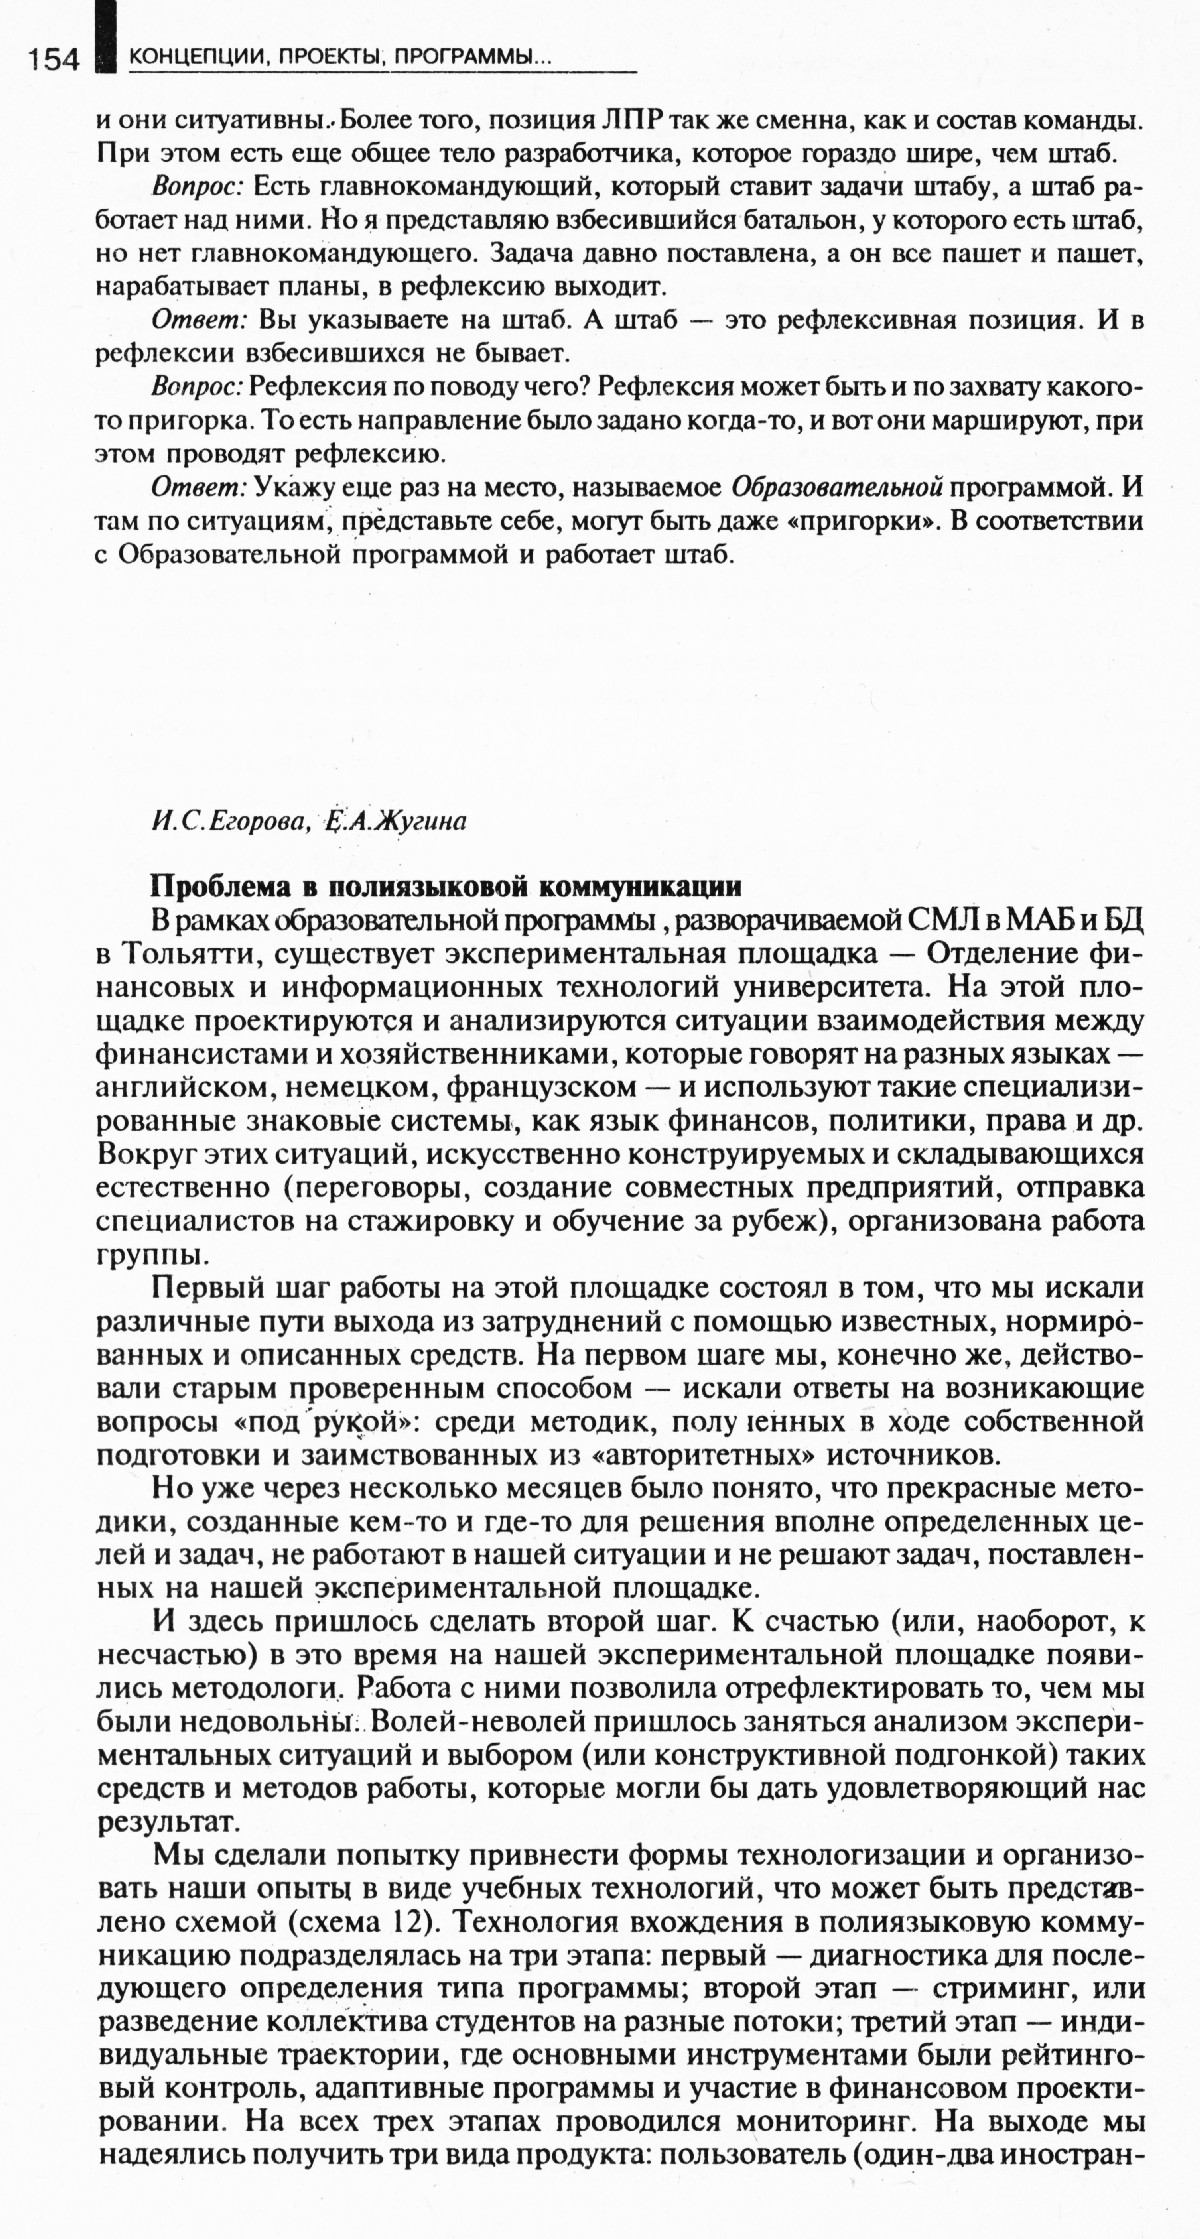 154
КОНЦЕПЦИИ, ПРОЕКТЫ, ПРОГРАММЫ...
и они ситуативны. Более того, позиция ЛПР так же сменна, как и состав команды.
При этом есть еще общее тело разработчика, которое гораздо шире, чем штаб.
Вопрос: Есть главнокомандующий, который ставит задачи штабу, а штаб ра-
ботает над ними. Но я представляю взбесившийся батальон, у которого есть штаб,
но нет главнокомандующего. Задача давно поставлена, а он все пашет и пашет,
нарабатывает планы, в рефлексию выходит.
Ответ: Вы указываете на штаб. А штаб — это рефлексивная позиция. И в
рефлексии взбесившихся не бывает.
Вопрос: Рефлексия по поводу чего? Рефлексия может быть и по захвату какого-
то пригорка. То есть направление было задано когда-то, и вот они маршируют, при
этом проводят рефлексию.
Ответ: Укажу еще раз на место, называемое Образовательной программой. И
там по ситуациям, представьте себе, могут быть даже «пригорки». В соответствии
с Образовательной программой и работает штаб.
И.С.Егорова, Е.А.Жугина
Проблема в полиязыковой коммуникации
В рамках образовательной программы , разворачиваемой СМЛ в МАБ и БД
в Тольятти, существует экспериментальная площадка — Отделение фи-
нансовых и информационных технологий университета. На этой пло-
щадке проектируются и анализируются ситуации взаимодействия между
финансистами и хозяйственниками, которые говорят на разных языках —
английском, немецком, французском — и используют такие специализи-
рованные знаковые системы, как язык финансов, политики, права и др.
Вокруг этих ситуаций, искусственно конструируемых и складывающихся
естественно (переговоры, создание совместных предприятий, отправка
специалистов на стажировку и обучение за рубеж), организована работа
группы.
Первый шаг работы на этой площадке состоял в том, что мы искали
различные пути выхода из затруднений с помощью известных, нормиро-
ванных и описанных средств. На первом шаге мы, конечно же, действо-
вали старым проверенным способом — искали ответы на возникающие
вопросы «под рукой»: среди методик, полученных в ходе собственной
подготовки и заимствованных из «авторитетных» источников.
Но уже через несколько месяцев было понято, что прекрасные мето-
дики, созданные кем-то и где-то для решения вполне определенных це-
лей и задач, не работают в нашей ситуации и не решают задач, поставлен-
ных на нашей экспериментальной площадке.
И здесь пришлось сделать второй шаг. К счастью (или, наоборот, к
несчастью) в это время на нашей экспериментальной площадке появи-
лись методологи. Работа с ними позволила отрефлектировать то, чем мы
были недовольны. Волей-неволей пришлось заняться анализом экспери-
ментальных ситуаций и выбором (или конструктивной подгонкой) таких
средств и методов работы, которые могли бы дать удовлетворяющий нас
результат.
Мы сделали попытку привнести формы технологизации и организо-
вать наши опыты в виде учебных технологий, что может быть представ-
лено схемой (схема 12). Технология вхождения в полиязыковую комму-
никацию подразделялась на три этапа: первый — диагностика для после-
дующего определения типа программы; второй этап — стриминг, или
разведение коллектива студентов на разные потоки; третий этап — инди-
видуальные траектории, где основными инструментами были рейтинго-
вый контроль, адаптивные программы и участие в финансовом проекти-
ровании. На всех трех этапах проводился мониторинг. На выходе мы
надеялись получить три вида продукта: пользователь (один-два иностран-